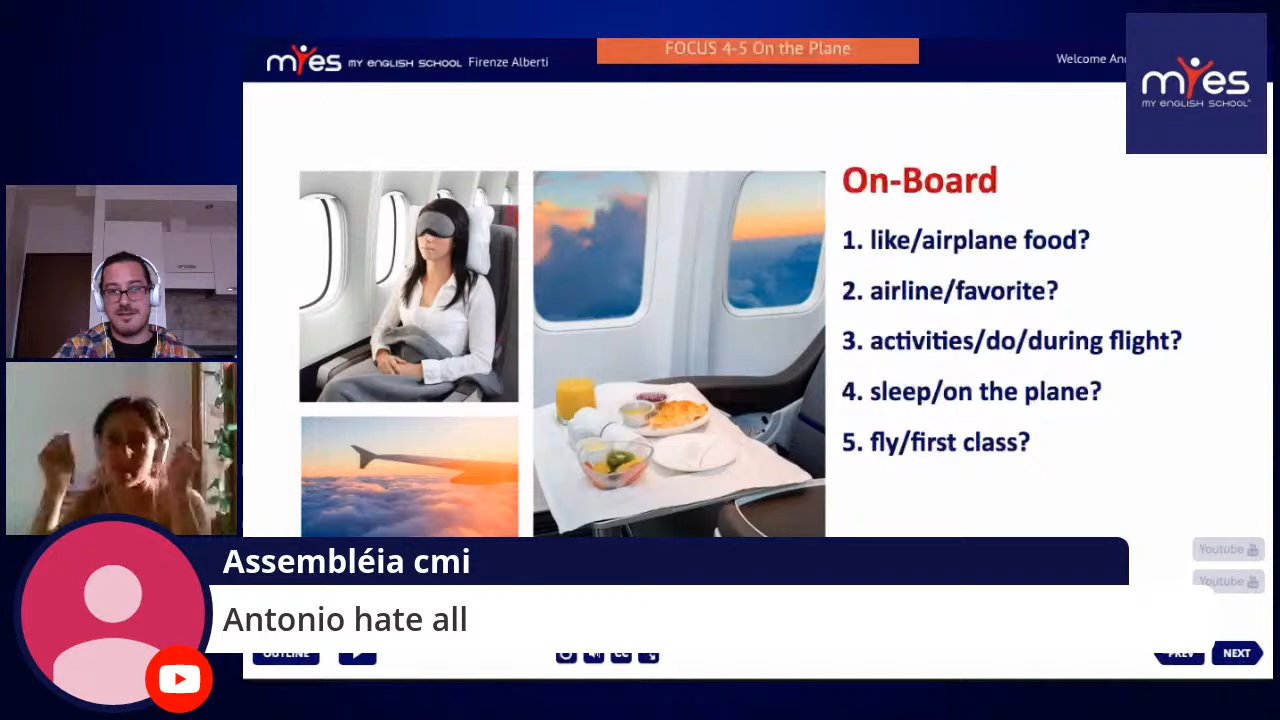 FOCUS 4-5 On the Plane
myes MY ENGLISH SCHOOL Firenze Alberti
Welcome
myes
MY ENGLISH SCHOOL
On-Board
1. like/airplane food?
2. airline/favorite?
3. activities/do/during flight?
4. sleep/on the plane?
5. fly/first class?
Youtube
Youtube
Assembléia cmi
Antonio hate all
OUTLINE
CC
PREV
NEXT